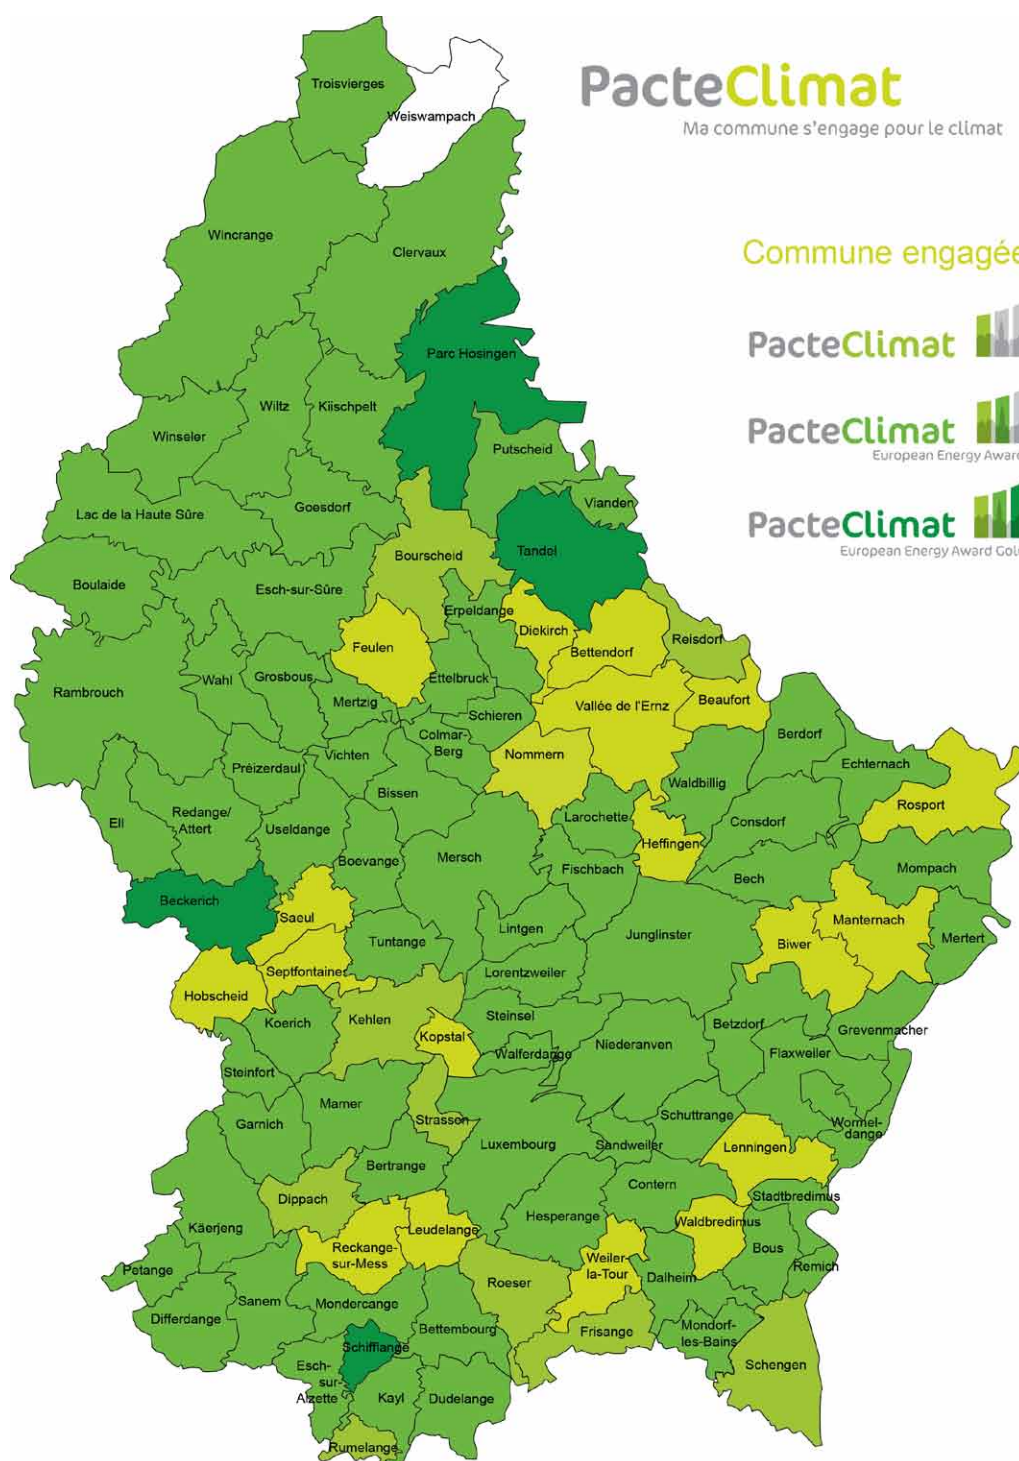 PacteClimat
Ma commune s'engage pour le climat
Commune engagée
PacteClimat
PacteClimat
European Energy Award
PacteClimat
European Energy Award Gold
Troisvierges
Weiswampach
Wincrange
Clervaux
Parc Hosingen
Wiltz
Kiischpelt
Winseler
Putscheid
Lac de la Haute Sûre
Goesdorf
Vianden
Bourscheid
Tandel
Boulaide
Esch-sur-Sûre
Erpeldange
Diekirch
Reisdorf
Feulen
Bettendorf
Rambrouch
Wahl
Grosbous
Ettelbruck
Mertzig
Vallée de l'Ernz
Beaufort
Schieren
Colmar-
Berg
Berdorf
Vichten
Nommern
Echternach
Préizerdaul
Waldbillig
Bissen
Rosport
Ell
Redange/
Attert
Useldange
Larochette
Consdorf
Heffingen
Boevange
Mersch
Fischbach
Mompach
Bech
Beckerich
Saeul
Manternach
Lintgen
Junglinster
Tuntange
Biwer
Mertert
Septfontaines
Lorentzweiler
Hobscheid
Koerich
Kehlen
Steinsel
Betzdorf
Grevenmacher
Kopstal
Niederanven
Walferdange
Flaxweiler
Steinfort
Mamer
Strassen
Schuttrange
Garnich
Wormel-
dange
Luxembourg
Sandweiler
Lenningen
Bertrange
Contern
Dippach
Stadtbredimus
Hesperange
Käerjeng
Leudelange
Waldbredimus
Reckange-
sur-Mess
Bous
Weiler-
la-Tour
Petange
Remich
Dalheim
Roeser
Sanem
Mondercange
Differdange
Bettembourg
Frisange
Mondorf-
les-Bains
Schifflange
Schengen
Esch-
sur-
Alzette
Kayl
Dudelange
Rumelange